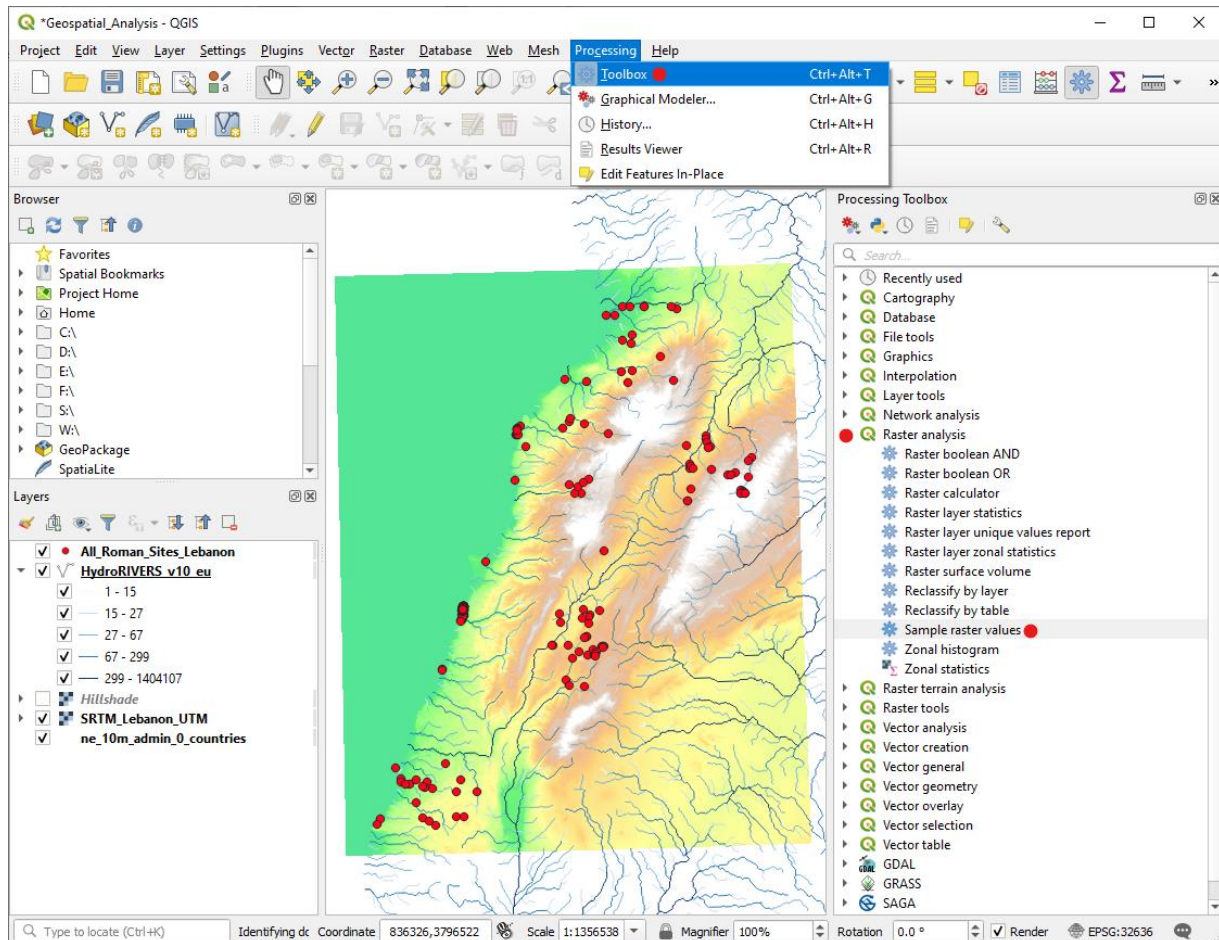 *Geospatial_Analysis - QGIS
Project Edit View Layer Settings Plugins Vector Raster Database Web Mesh Processing Help
Toolbox Ctrl+Alt+T
Graphical Modeler... Ctrl+Alt+G
History... Ctrl+Alt+H
Results Viewer Ctrl+Alt+R
Edit Features In-Place
Browser
Favorites
Spatial Bookmarks
Project Home
Home
C:\
D:\
E:\
F:\
S:\
W:\
GeoPackage
SpatiaLite
Layers
All_Roman_Sites_Lebanon
HydroRIVERS_v10_eu
1 - 15
15 - 27
27 - 67
67 - 299
299 - 1404107
Hillshade
SRTM_Lebanon_UTM
ne_10m_admin_0_countries
Processing Toolbox
Search...
Recently used
Cartography
Database
File tools
Graphics
Interpolation
Layer tools
Network analysis
Raster analysis
Raster boolean AND
Raster boolean OR
Raster calculator
Raster layer statistics
Raster layer unique values report
Raster layer zonal statistics
Raster surface volume
Reclassify by layer
Reclassify by table
Sample raster values
Zonal histogram
Zonal statistics
Raster terrain analysis
Raster tools
Vector analysis
Vector creation
Vector general
Vector geometry
Vector overlay
Vector selection
Vector table
GDAL
GRASS
SAGA
Type to locate (Ctrl+K) Identifying dc Coordinate 836326,3796522 Scale 1:1356538 Magnifier 100% Rotation 0.0 ° Render EPSG:32636